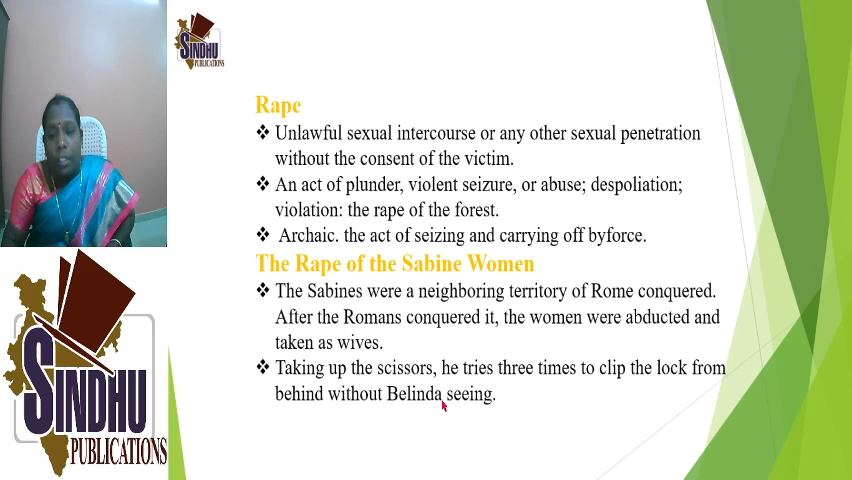 SINDHU
PUBLICATIONS
Rape
❖ Unlawful sexual intercourse or any other sexual penetration
without the consent of the victim.
❖ An act of plunder, violent seizure, or abuse; despoliation;
violation: the rape of the forest.
❖ Archaic. the act of seizing and carrying off byforce.
The Rape of the Sabine Women
❖ The Sabines were a neighboring territory of Rome conquered.
After the Romans conquered it, the women were abducted and
taken as wives.
❖ Taking up the scissors, he tries three times to clip the lock from
behind without Belinda seeing.
SINDHU
PUBLICATIONS